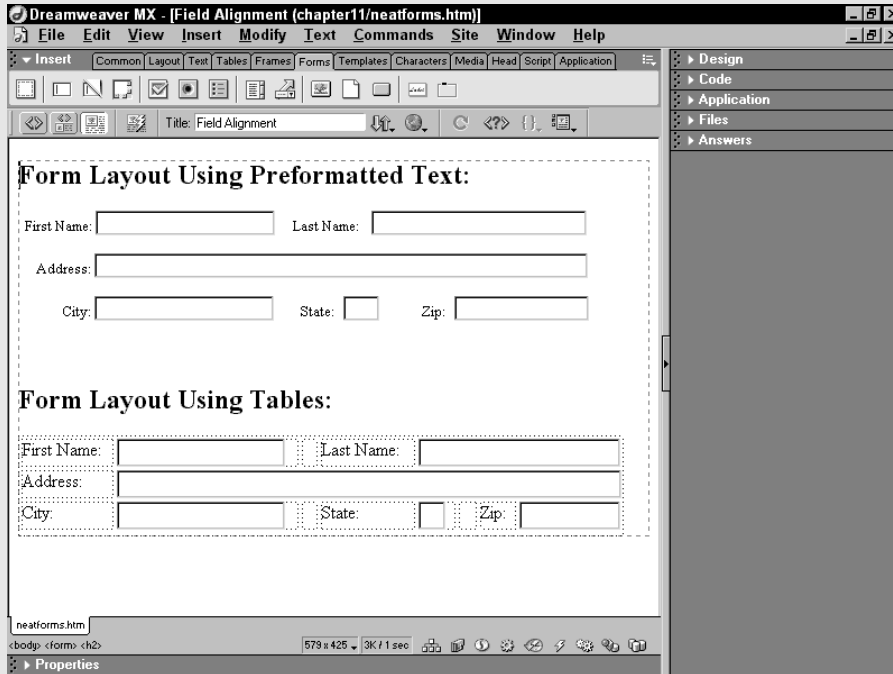 Dreamweaver MX - [Field Alignment (chapter11/neatforms.htm)]
File Edit View Insert Modify Text Commands Site Window Help
Insert Common Layout Text Tables Frames Forms Templates Characters Media Head Script Application
Title: Field Alignment
Design
Code
Application
Files
Answers
Form Layout Using Preformatted Text:
First Name: Last Name:
Address:
City: State: Zip:
Form Layout Using Tables:
First Name: Last Name:
Address:
City: State: Zip:
neatforms.htm
<body> <form> <h2> 579 x 425 3K / 1 sec
Properties